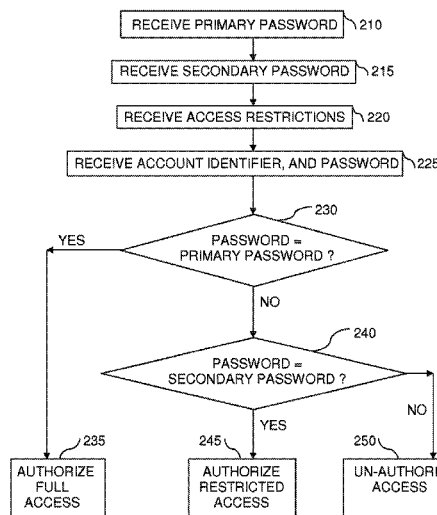 RECEIVE PRIMARY PASSWORD 210
RECEIVE SECONDARY PASSWORD 215
RECEIVE ACCESS RESTRICTIONS 220
RECEIVE ACCOUNT IDENTIFIER, AND PASSWORD 225
230
YES
PASSWORD =
PRIMARY PASSWORD ?
NO
240
PASSWORD =
SECONDARY PASSWORD ?
NO
YES
235
245
250
AUTHORIZE
FULL
ACCESS
AUTHORIZE
RESTRICTED
ACCESS
UN-AUTHORI
ACCESS